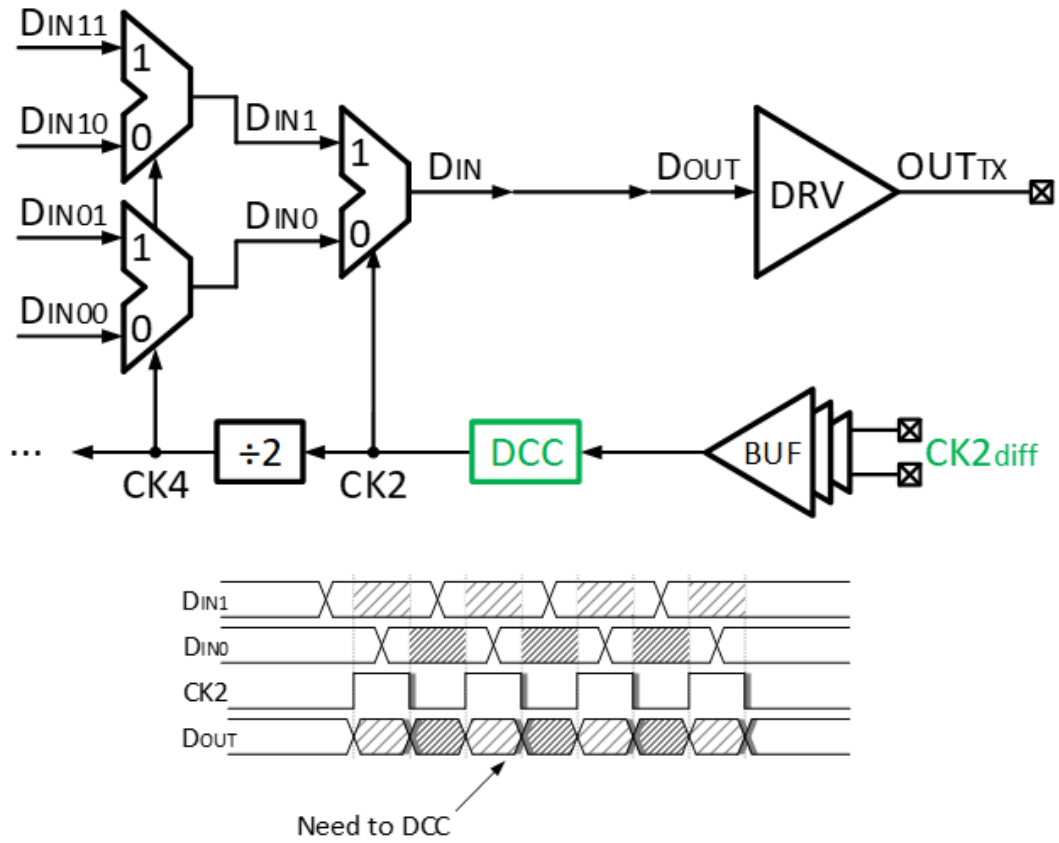 DIN11
1
DIN10
0
DIN1
1
DIN
DOUT
DRV
OUTTX
DIN01
1
DIN0
0
DIN00
0
...
CK4
÷2
CK2
DCC
BUF
CK2diff
DIN1
DIN0
CK2
DOUT
Need to DCC